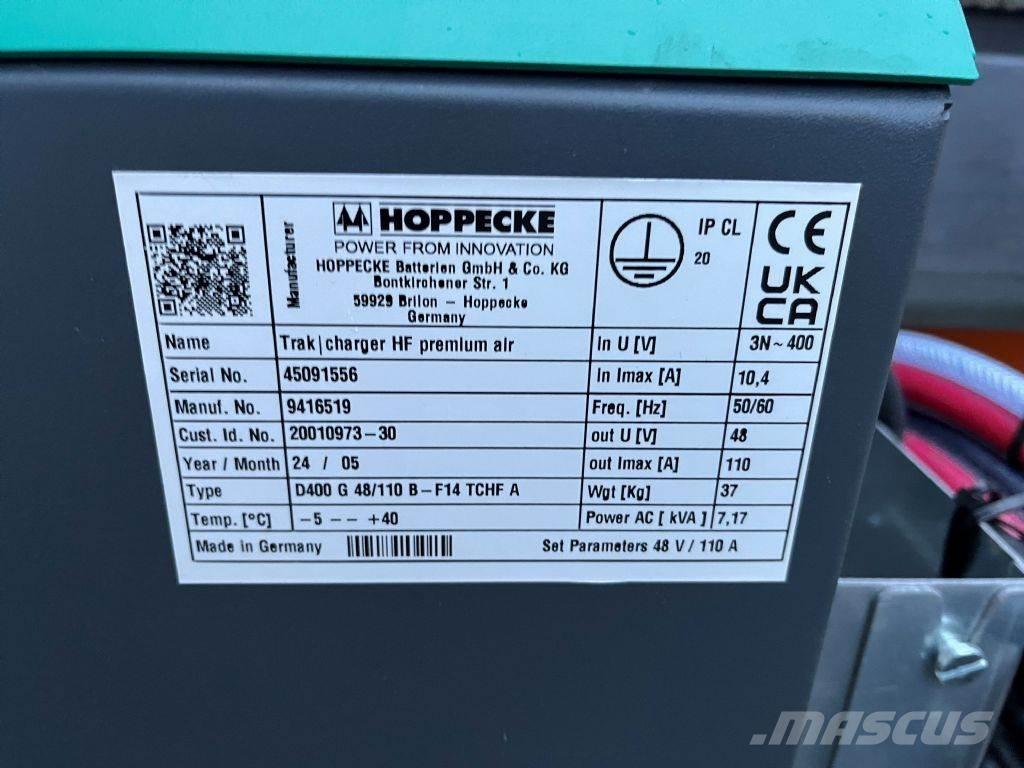 Manufacturer
HOPPECKE
POWER FROM INNOVATION
HOPPECKE Batterien GmbH & Co. KG
Bontkirchener Str. 1
59929 Brilon – Hoppecke
Germany
IP CL
20
CE
UK
CA
Name Trak|charger HF premium air In U [V] 3N~400
Serial No. 45091556 In Imax [A] 10,4
Manuf. No. 9416519 Freq. [Hz] 50/60
Cust. Id. No. 20010973-30 out U [V] 48
Year / Month 24 / 05 out Imax [A] 110
Type D400 G 48/110 B-F14 TCHF A Wgt [Kg] 37
Temp. [°C] -5 -- +40 Power AC [ kVA ] 7,17
Made in Germany Set Parameters 48 V / 110 A
MASCUS